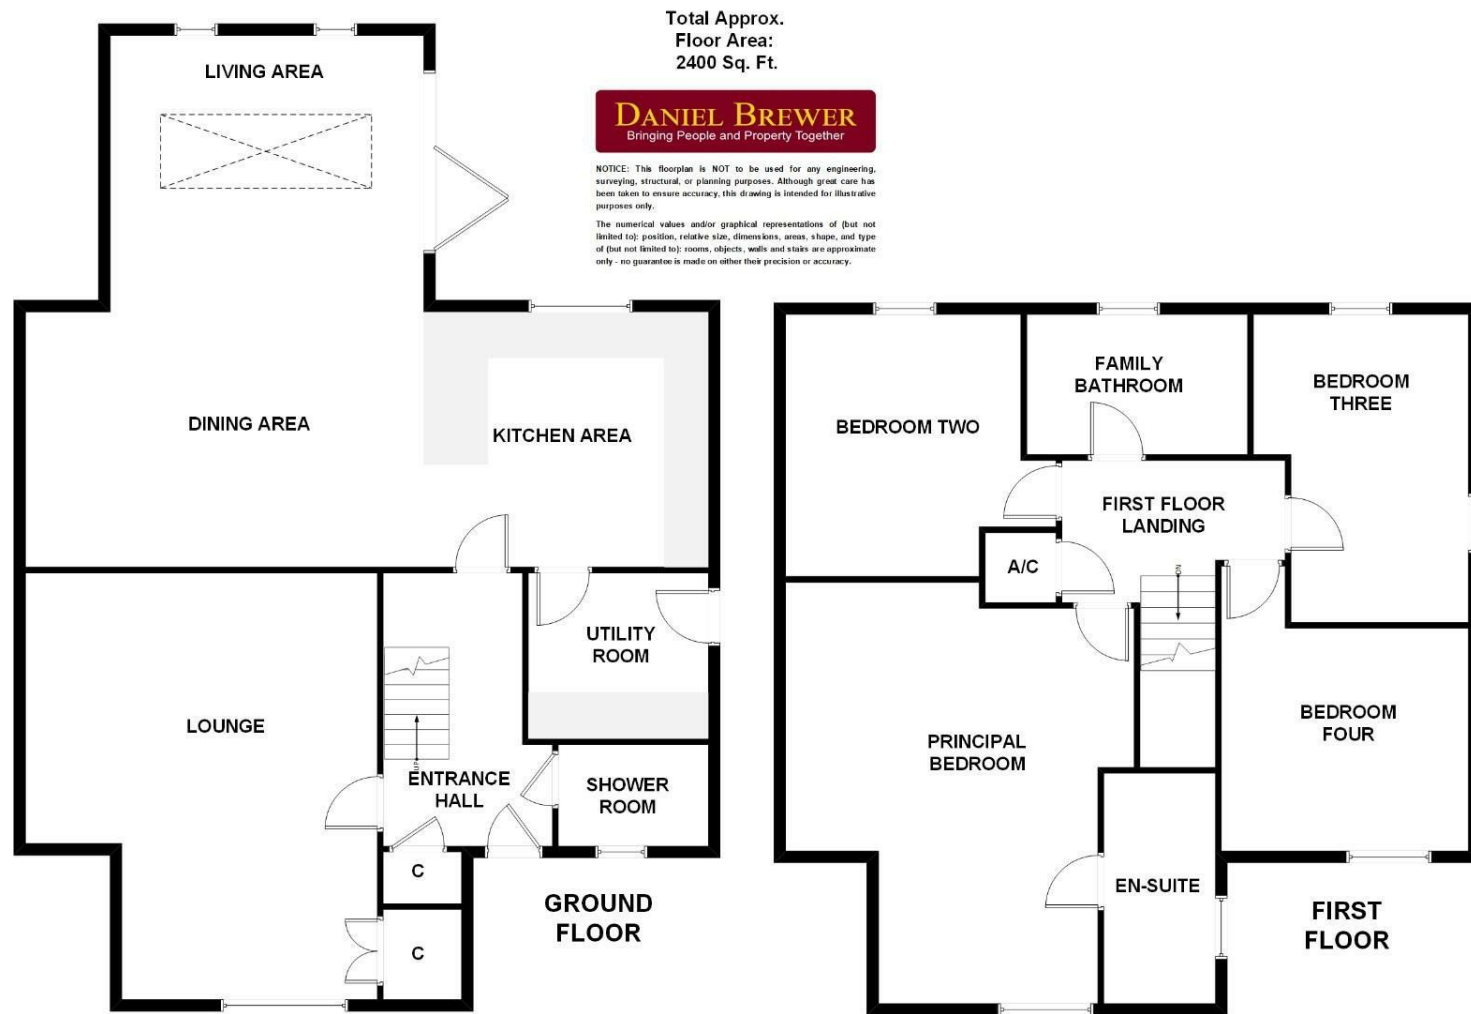 Total Approx.
Floor Area:
2400 Sq. Ft.
DANIEL BREWER
Bringing People and Property Together
NOTICE: This floorplan is NOT to be used for any engineering,
surveying, structural, or planning purposes. Although great care has
been taken to ensure accuracy, this drawing is intended for illustrative
purposes only.
The numerical values and/or graphical representations of (but not
limited to): position, relative size, dimensions, areas, shape, and type
of (but not limited to): rooms, objects, walls and stairs are approximate
only - no guarantee is made on either their precision or accuracy.
LIVING AREA
DINING AREA
KITCHEN AREA
UTILITY
ROOM
LOUNGE
UP
ENTRANCE
HALL
SHOWER
ROOM
C
C
GROUND
FLOOR
BEDROOM TWO
FAMILY
BATHROOM
BEDROOM
THREE
FIRST FLOOR
LANDING
A/C
DN
PRINCIPAL
BEDROOM
BEDROOM
FOUR
EN-SUITE
FIRST
FLOOR